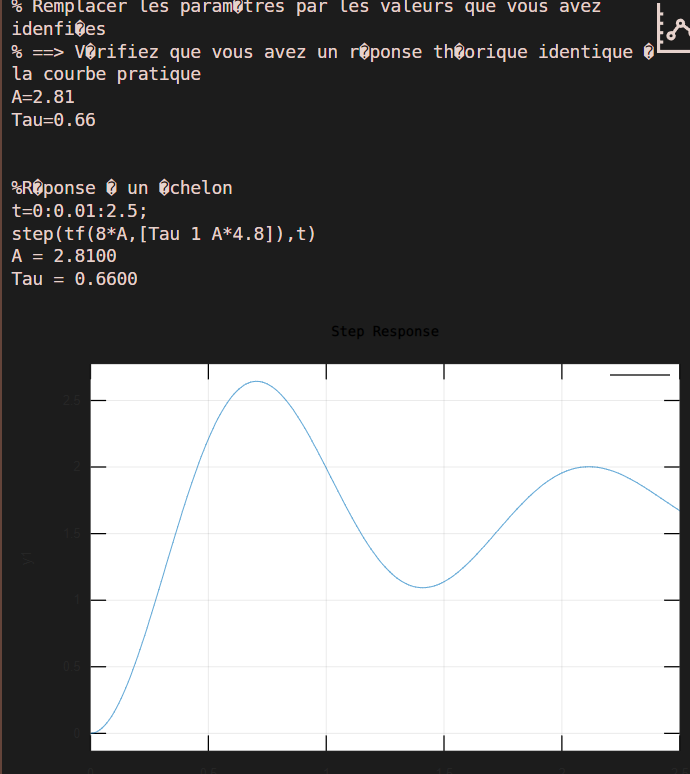 % Remplacer les param�tres par les valeurs que vous avez
idenfi�es
% ==> V�rifiez que vous avez un r�ponse th�orique identique �
la courbe pratique
A=2.81
Tau=0.66
%R�ponse � un �chelon
t=0:0.01:2.5;
step(tf(8*A,[Tau 1 A*4.8]),t)
A = 2.8100
Tau = 0.6600
Step Response
2.5
2
1.5
1
0.5
0
y1